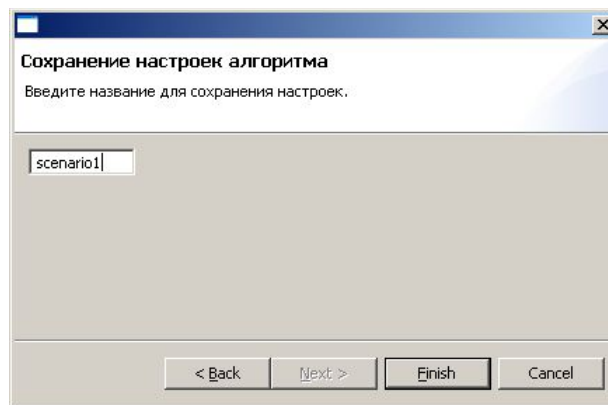 Сохранение настроек алгоритма
Введите название для сохранения настроек.
scenario1
< Back
Next >
Finish
Cancel